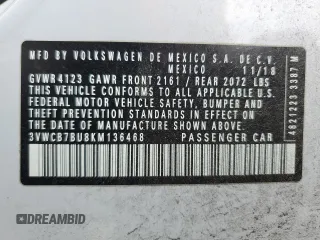 MFD BY VOLKSWAGEN DE MEXICO S.A. DE C.V.
11/18
GVWR4123 GAWR FRONT 2161 / REAR 2072 LBS
THIS VEHICLE CONFORMS TO ALL APPLICABLE U.S.
FEDERAL MOTOR VEHICLE SAFETY, BUMPER, AND
THEFT PREVENTION STANDARDS IN EFFECT ON THE
DATE OF MANUFACTURE SHOWN ABOVE.
3VWCB7BU8KM136468 PASSENGER CAR
4821223 3387 M
DREAMBID